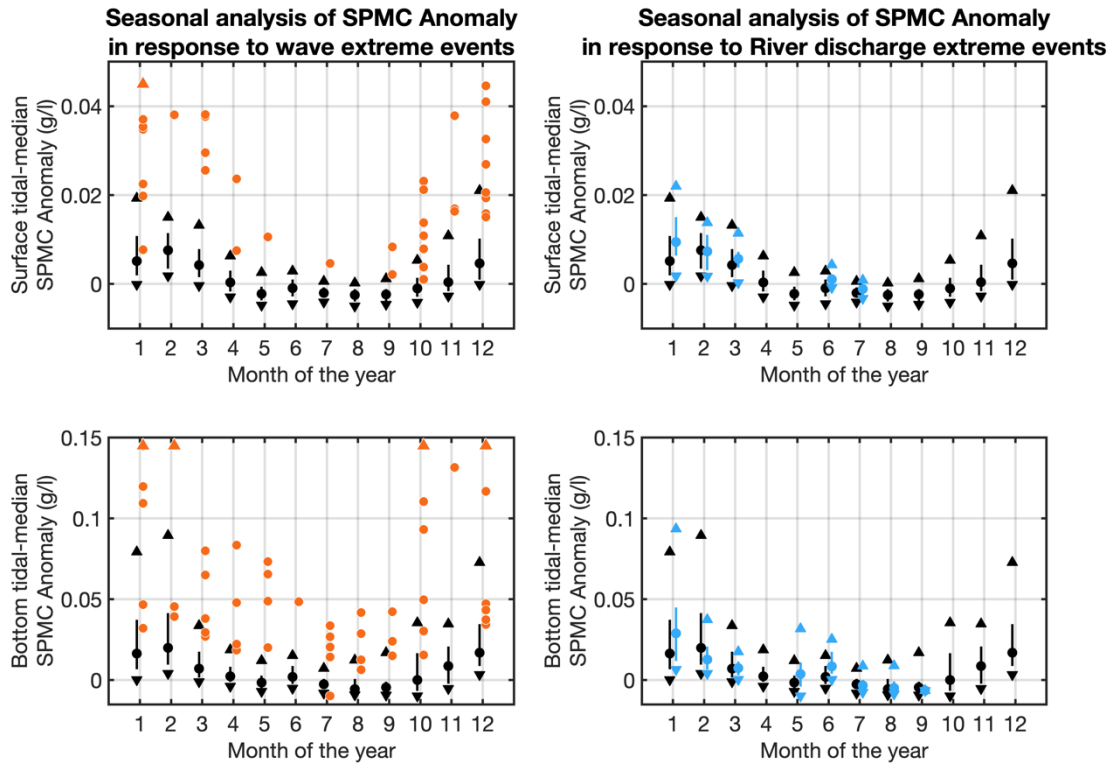 Seasonal analysis of SPMC Anomaly
in response to wave extreme events
Surface tidal-median
SPMC Anomaly (g/l)
0.04
0.02
0
1 2 3 4 5 6 7 8 9 10 11 12
Month of the year
Seasonal analysis of SPMC Anomaly
in response to River discharge extreme events
Surface tidal-median
SPMC Anomaly (g/l)
0.04
0.02
0
1 2 3 4 5 6 7 8 9 10 11 12
Month of the year
Bottom tidal-median
SPMC Anomaly (g/l)
0.15
0.1
0.05
0
1 2 3 4 5 6 7 8 9 10 11 12
Month of the year
Bottom tidal-median
SPMC Anomaly (g/l)
0.15
0.1
0.05
0
1 2 3 4 5 6 7 8 9 10 11 12
Month of the year